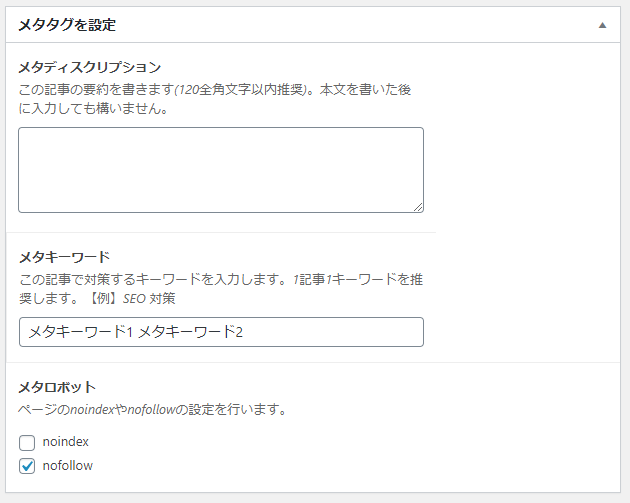 メタタグを設定
メタディスクリプション
この記事の要約を書きます(120全角文字以内推奨)。本文を書いた後
に入力しても構いません。
メタキーワード
この記事で対策するキーワードを入力します。1記事1キーワードを推
奨します。【例】SEO 対策
メタキーワード1 メタキーワード2
メタロボット
ページのnoindexやnofollowの設定を行います。
noindex
nofollow